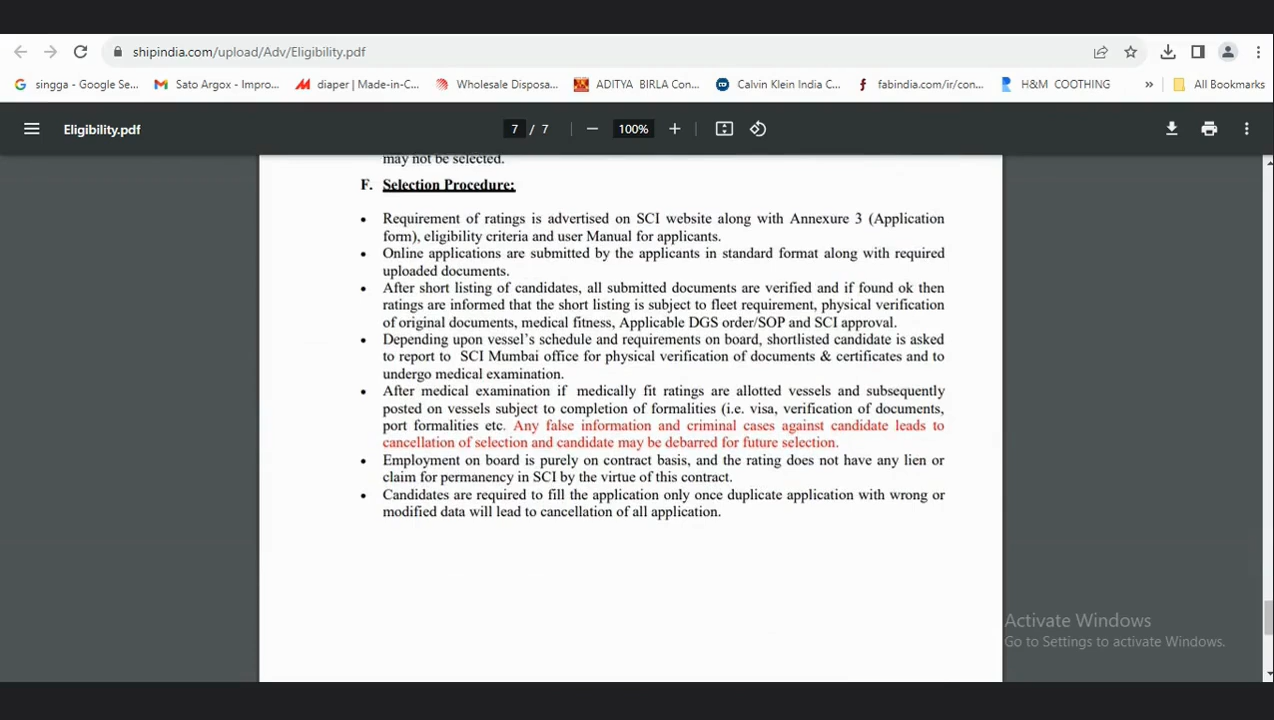 shipindia.com/upload/Adv/Eligibility.pdf
singga - Google Se...
Sato Argox - Impro...
diaper | Made-in-C...
Wholesale Disposa...
ADITYA BIRLA Con...
Calvin Klein India C...
fabindia.com/ir/con...
H&M COOTHING
»
All Bookmarks
Eligibility.pdf
7 / 7
100%
may not be selected.
F. Selection Procedure:
• Requirement of ratings is advertised on SCI website along with Annexure 3 (Application
form), eligibility criteria and user Manual for applicants.
• Online applications are submitted by the applicants in standard format along with required
uploaded documents.
• After short listing of candidates, all submitted documents are verified and if found ok then
ratings are informed that the short listing is subject to fleet requirement, physical verification
of original documents, medical fitness, Applicable DGS order/SOP and SCI approval.
• Depending upon vessel's schedule and requirements on board, shortlisted candidate is asked
to report to SCI Mumbai office for physical verification of documents & certificates and to
undergo medical examination.
• After medical examination if medically fit ratings are allotted vessels and subsequently
posted on vessels subject to completion of formalities (i.e. visa, verification of documents,
port formalities etc. Any false information and criminal cases against candidate leads to
cancellation of selection and candidate may be debarred for future selection.
• Employment on board is purely on contract basis, and the rating does not have any lien or
claim for permanency in SCI by the virtue of this contract.
• Candidates are required to fill the application only once duplicate application with wrong or
modified data will lead to cancellation of all application.
Activate Windows
Go to Settings to activate Windows.